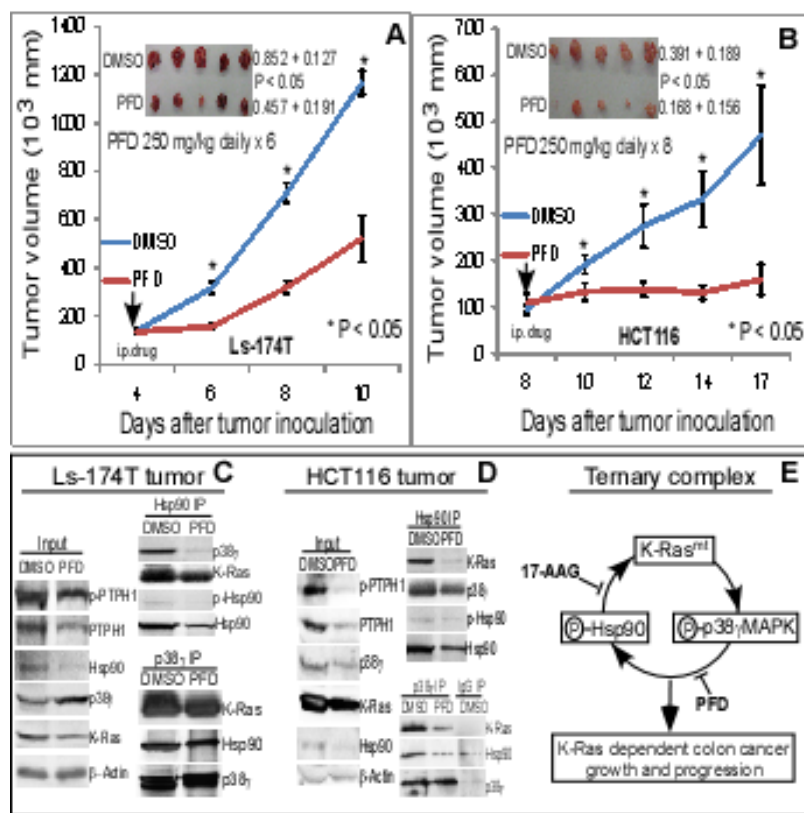 A
Tumor volume (10³ mm)
1400
1200
1000
800
600
400
200
0
DMSO
PFD
0.852 + 0.127
P < 0.05
0.457 + 0.191
PFD 250 mg/kg daily x 6
DMSO
PFD
i.p.drug
Ls-174T
* P < 0.05
* * * *
4 6 8 10
Days after tumor inoculation
B
Tumor volume (10³ mm)
700
600
500
400
300
200
100
0
DMSO
PFD
0.391 + 0.189
P < 0.05
0.168 + 0.156
PFD 250 mg/kg daily x 8
DMSO
PFD
i.p.drug
HCT116
* P < 0.05
* * * *
8 10 12 14 17
Days after tumor inoculation
Ls-174T tumor C
Input
DMSO PFD
p-PTPH1
PTPH1
Hsp90
p38γ
K-Ras
β-Actin
Hsp90 IP
DMSO PFD
p38γ
K-Ras
p-Hsp90
Hsp90
p38γ IP
DMSO PFD
K-Ras
Hsp90
p38γ
HCT116 tumor D
Input
DMSO PFD
p-PTPH1
PTPH1
p38γ
K-Ras
Hsp90
β-Actin
Hsp90 IP
DMSO PFD
K-Ras
p38γ
p-Hsp90
Hsp90
p38γ IP IgG IP
DMSO PFD DMSO
K-Ras
Hsp90
p38γ
Ternary complex E
K-Rasᵐᵗ
17-AAG
P-Hsp90
P-p38γMAPK
PFD
K-Ras dependent colon cancer
growth and progression